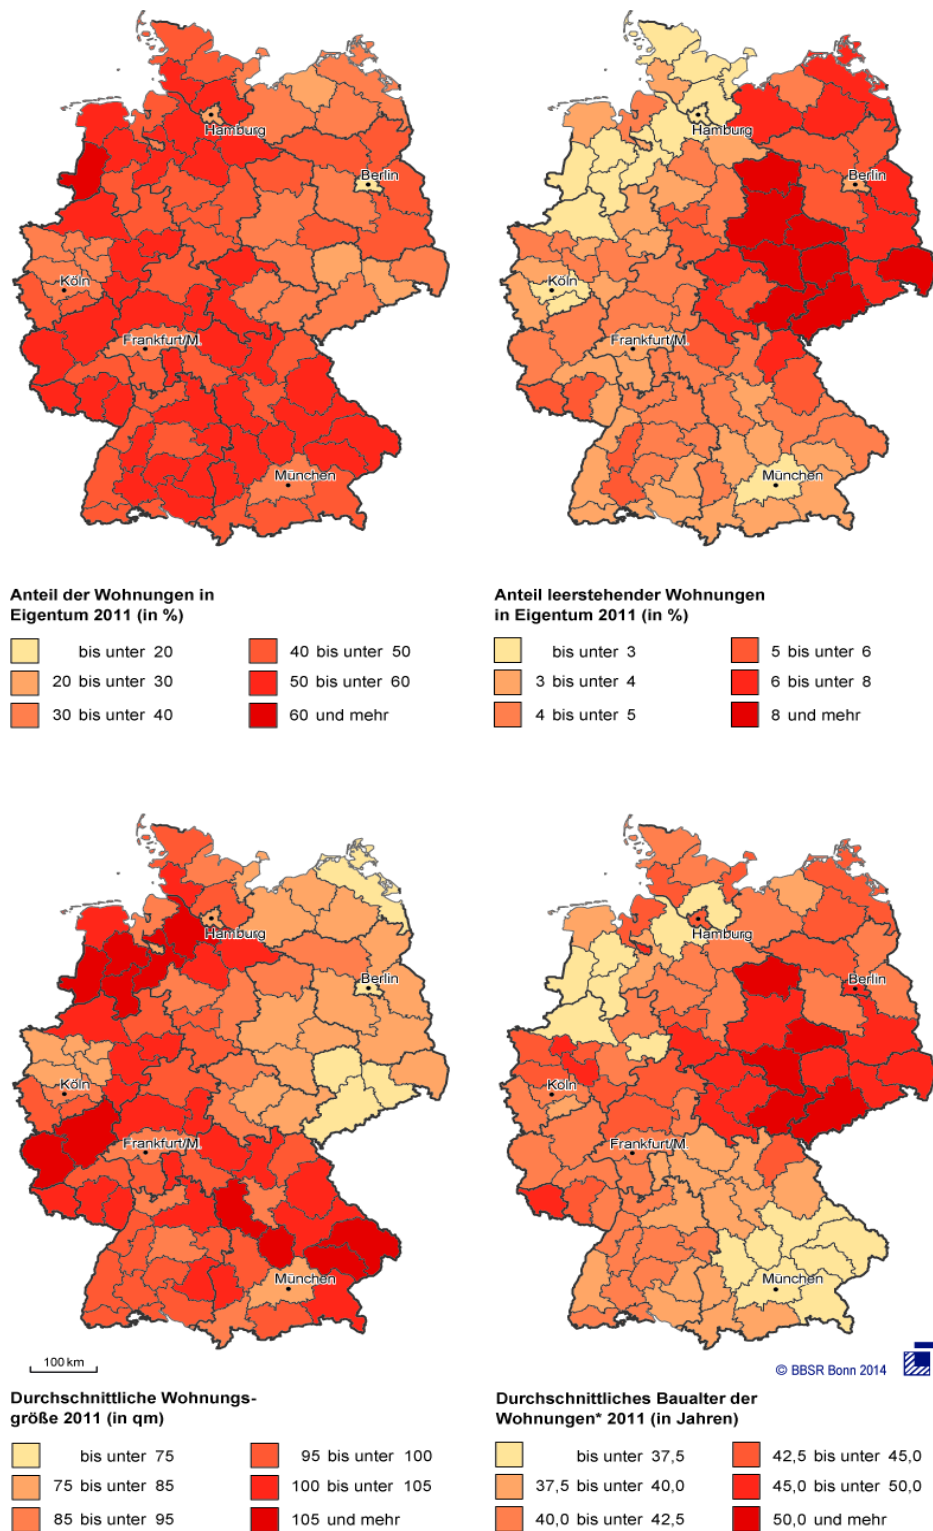 Hamburg
Berlin
Köln
Frankfurt/M.
München
Anteil der Wohnungen in
Eigentum 2011 (in %)
bis unter 20
20 bis unter 30
30 bis unter 40
40 bis unter 50
50 bis unter 60
60 und mehr
Hamburg
Berlin
Köln
Frankfurt/M.
München
Anteil leerstehender Wohnungen
in Eigentum 2011 (in %)
bis unter 3
3 bis unter 4
4 bis unter 5
5 bis unter 6
6 bis unter 8
8 und mehr
Hamburg
Berlin
Köln
Frankfurt/M.
München
100 km
Durchschnittliche Wohnungs-
größe 2011 (in qm)
bis unter 75
75 bis unter 85
85 bis unter 95
95 bis unter 100
100 bis unter 105
105 und mehr
Hamburg
Berlin
Köln
Frankfurt/M.
München
© BBSR Bonn 2014
Durchschnittliches Baualter der
Wohnungen* 2011 (in Jahren)
bis unter 37,5
37,5 bis unter 40,0
40,0 bis unter 42,5
42,5 bis unter 45,0
45,0 bis unter 50,0
50,0 und mehr